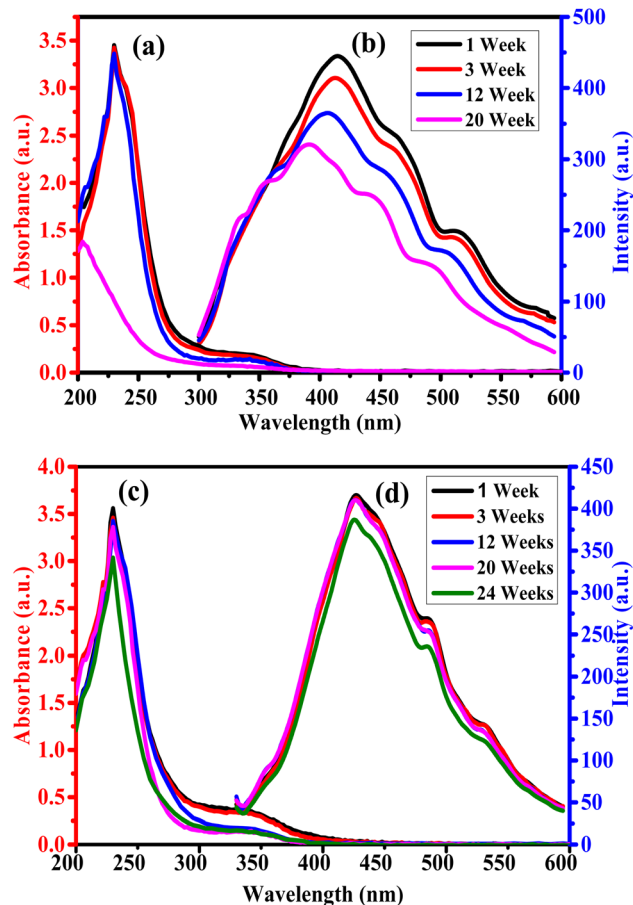 (a)
(b)
1 Week
3 Week
12 Week
20 Week
Absorbance (a.u.)
3.5
3.0
2.5
2.0
1.5
1.0
0.5
0.0
Intensity (a.u.)
500
400
300
200
100
0
200 250 300 350 400 450 500 550 600
Wavelength (nm)
(c)
(d)
1 Week
3 Weeks
12 Weeks
20 Weeks
24 Weeks
Absorbance (a.u.)
4.0
3.5
3.0
2.5
2.0
1.5
1.0
0.5
0.0
Intensity (a.u.)
450
400
350
300
250
200
150
100
50
0
200 250 300 350 400 450 500 550 600
Wavelength (nm)